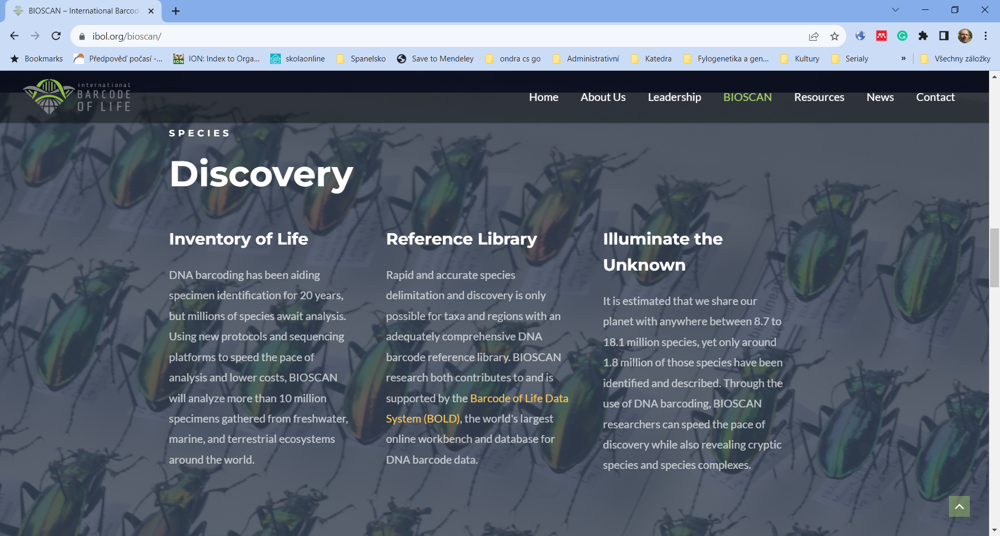 BIOSCAN – International Barcod
ibol.org/bioscan/
Bookmarks
Předpověď počasí -...
ION: Index to Orga...
skolaonline
Spanelsko
Save to Mendeley
ondra cs go
Administrativní
Katedra
Fylogenetika a gen...
Kultury
Serialy
»
Všechny záložky
international
BARCODE
OF LIFE
Home
About Us
Leadership
BIOSCAN
Resources
News
Contact
SPECIES
Discovery
Inventory of Life
DNA barcoding has been aiding
specimen identification for 20 years,
but millions of species await analysis.
Using new protocols and sequencing
platforms to speed the pace of
analysis and lower costs, BIOSCAN
will analyze more than 10 million
specimens gathered from freshwater,
marine, and terrestrial ecosystems
around the world.
Reference Library
Rapid and accurate species
delimitation and discovery is only
possible for taxa and regions with an
adequately comprehensive DNA
barcode reference library. BIOSCAN
research both contributes to and is
supported by the Barcode of Life Data
System (BOLD), the world's largest
online workbench and database for
DNA barcode data.
Illuminate the
Unknown
It is estimated that we share our
planet with anywhere between 8.7 to
18.1 million species, yet only around
1.8 million of those species have been
identified and described. Through the
use of DNA barcoding, BIOSCAN
researchers can speed the pace of
discovery while also revealing cryptic
species and species complexes.